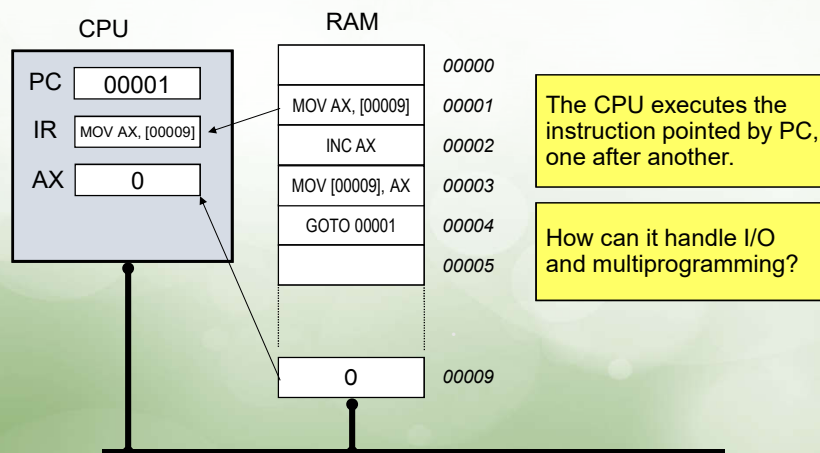 CPU
RAM
PC 00001
IR MOV AX, [00009]
AX 0
00000
MOV AX, [00009] 00001
INC AX 00002
MOV [00009], AX 00003
GOTO 00001 00004
00005
0 00009
The CPU executes the
instruction pointed by PC,
one after another.
How can it handle I/O
and multiprogramming?